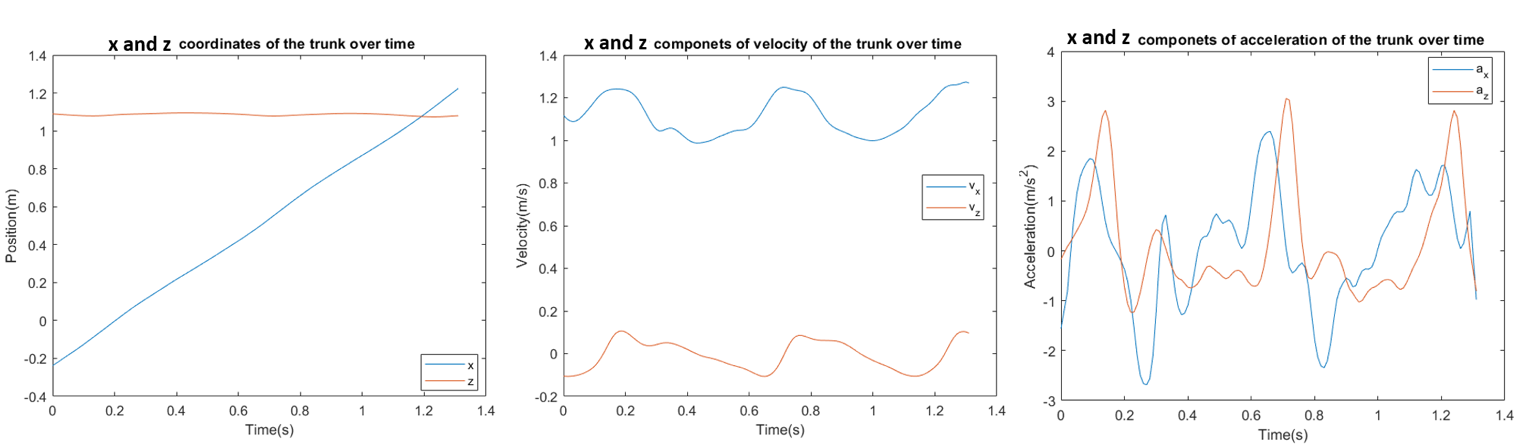 x and z coordinates of the trunk over time
1.4
1.2
1
0.8
0.6
0.4
0.2
0
-0.2
-0.4
Position(m)
0 0.2 0.4 0.6 0.8 1 1.2 1.4
Time(s)
x
z
x and z componets of velocity of the trunk over time
1.4
1.2
1
0.8
0.6
0.4
0.2
0
-0.2
Velocity(m/s)
0 0.2 0.4 0.6 0.8 1 1.2 1.4
Time(s)
vx
vz
x and z componets of acceleration of the trunk over time
4
3
2
1
0
-1
-2
-3
Acceleration(m/s2)
0 0.2 0.4 0.6 0.8 1 1.2 1.4
Time(s)
ax
az